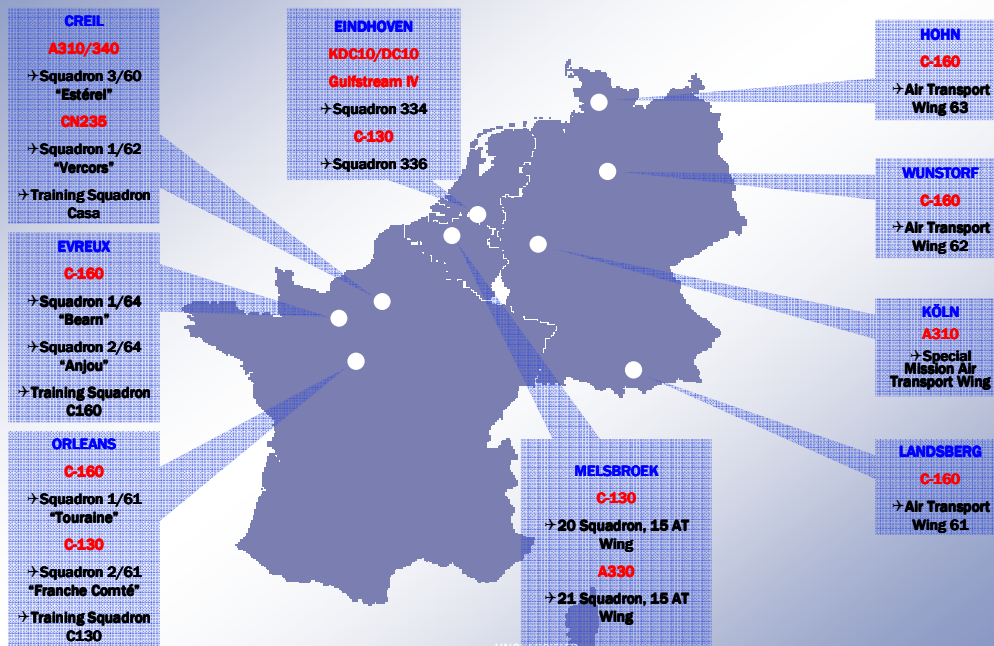 CREIL
A310/340
✈Squadron 3/60
"Estérel"
CN235
✈Squadron 1/62
"Vercors"
✈Training Squadron
Casa
EVREUX
C-160
✈Squadron 1/64
"Bearn"
✈Squadron 2/64
"Anjou"
✈Training Squadron
C160
ORLEANS
C-160
✈Squadron 1/61
"Touraine"
C-130
✈Squadron 2/61
"Franche Comté"
✈Training Squadron
C130
EINDHOVEN
KDC10/DC10
Gulfstream IV
✈Squadron 334
C-130
✈Squadron 336
MELSBROEK
C-130
✈20 Squadron, 15 AT
Wing
A330
✈21 Squadron, 15 AT
Wing
HOHN
C-160
✈Air Transport
Wing 63
WUNSTORF
C-160
✈Air Transport
Wing 62
KÖLN
A310
✈Special
Mission Air
Transport Wing
LANDSBERG
C-160
✈Air Transport
Wing 61